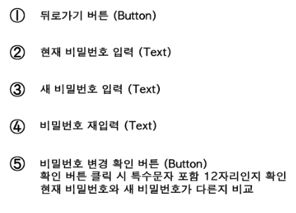 ① 뒤로가기 버튼 (Button)
② 현재 비밀번호 입력 (Text)
③ 새 비밀번호 입력 (Text)
④ 비밀번호 재입력 (Text)
⑤ 비밀번호 변경 확인 버튼 (Button)
확인 버튼 클릭 시 특수문자 포함 12자리인지 확인
현재 비밀번호와 새 비밀번호가 다른지 비교